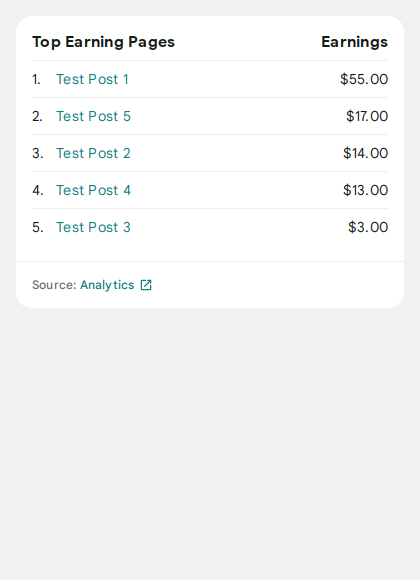 Top Earning Pages Earnings
1. Test Post 1 $55.00
2. Test Post 5 $17.00
3. Test Post 2 $14.00
4. Test Post 4 $13.00
5. Test Post 3 $3.00
Source: Analytics